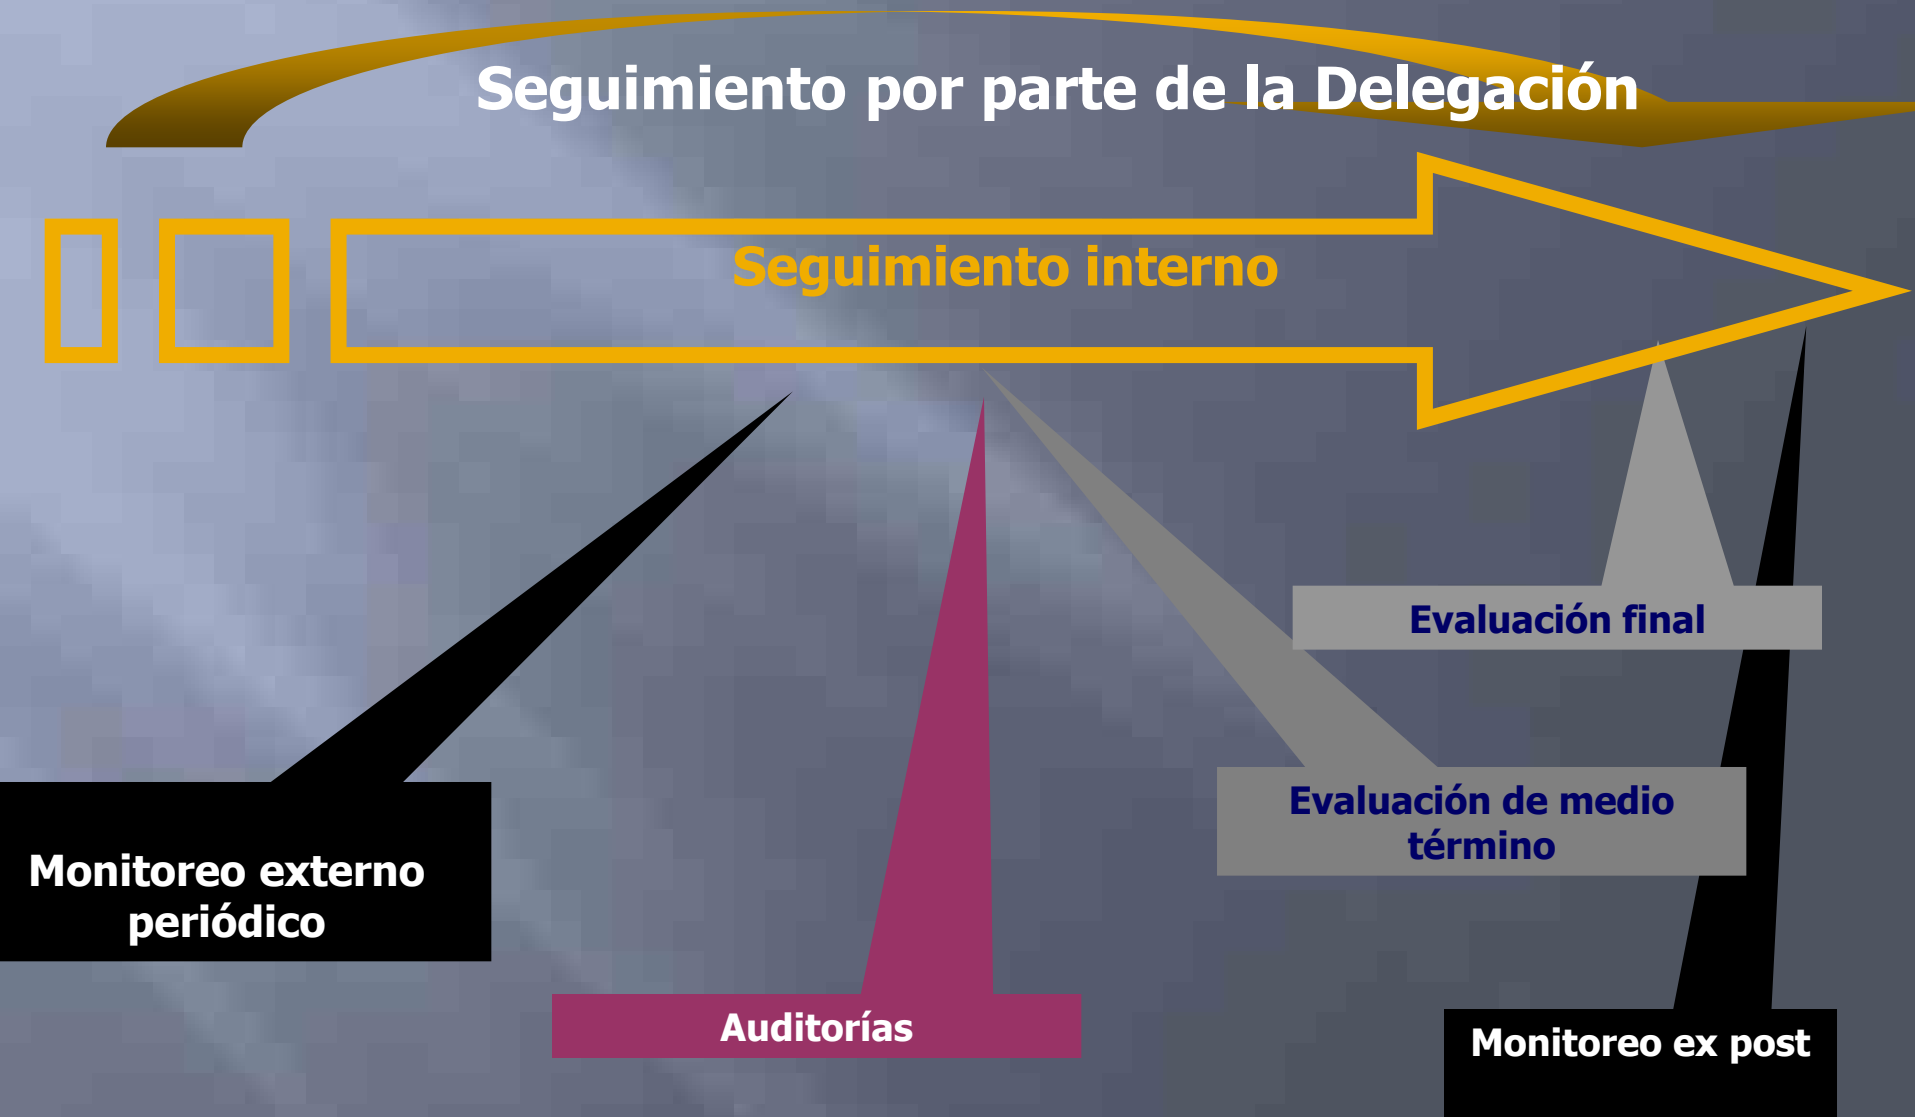 Seguimiento por parte de la Delegación
Seguimiento interno
Evaluación final
Evaluación de medio
término
Monitoreo externo
periódico
Auditorías
Monitoreo ex post